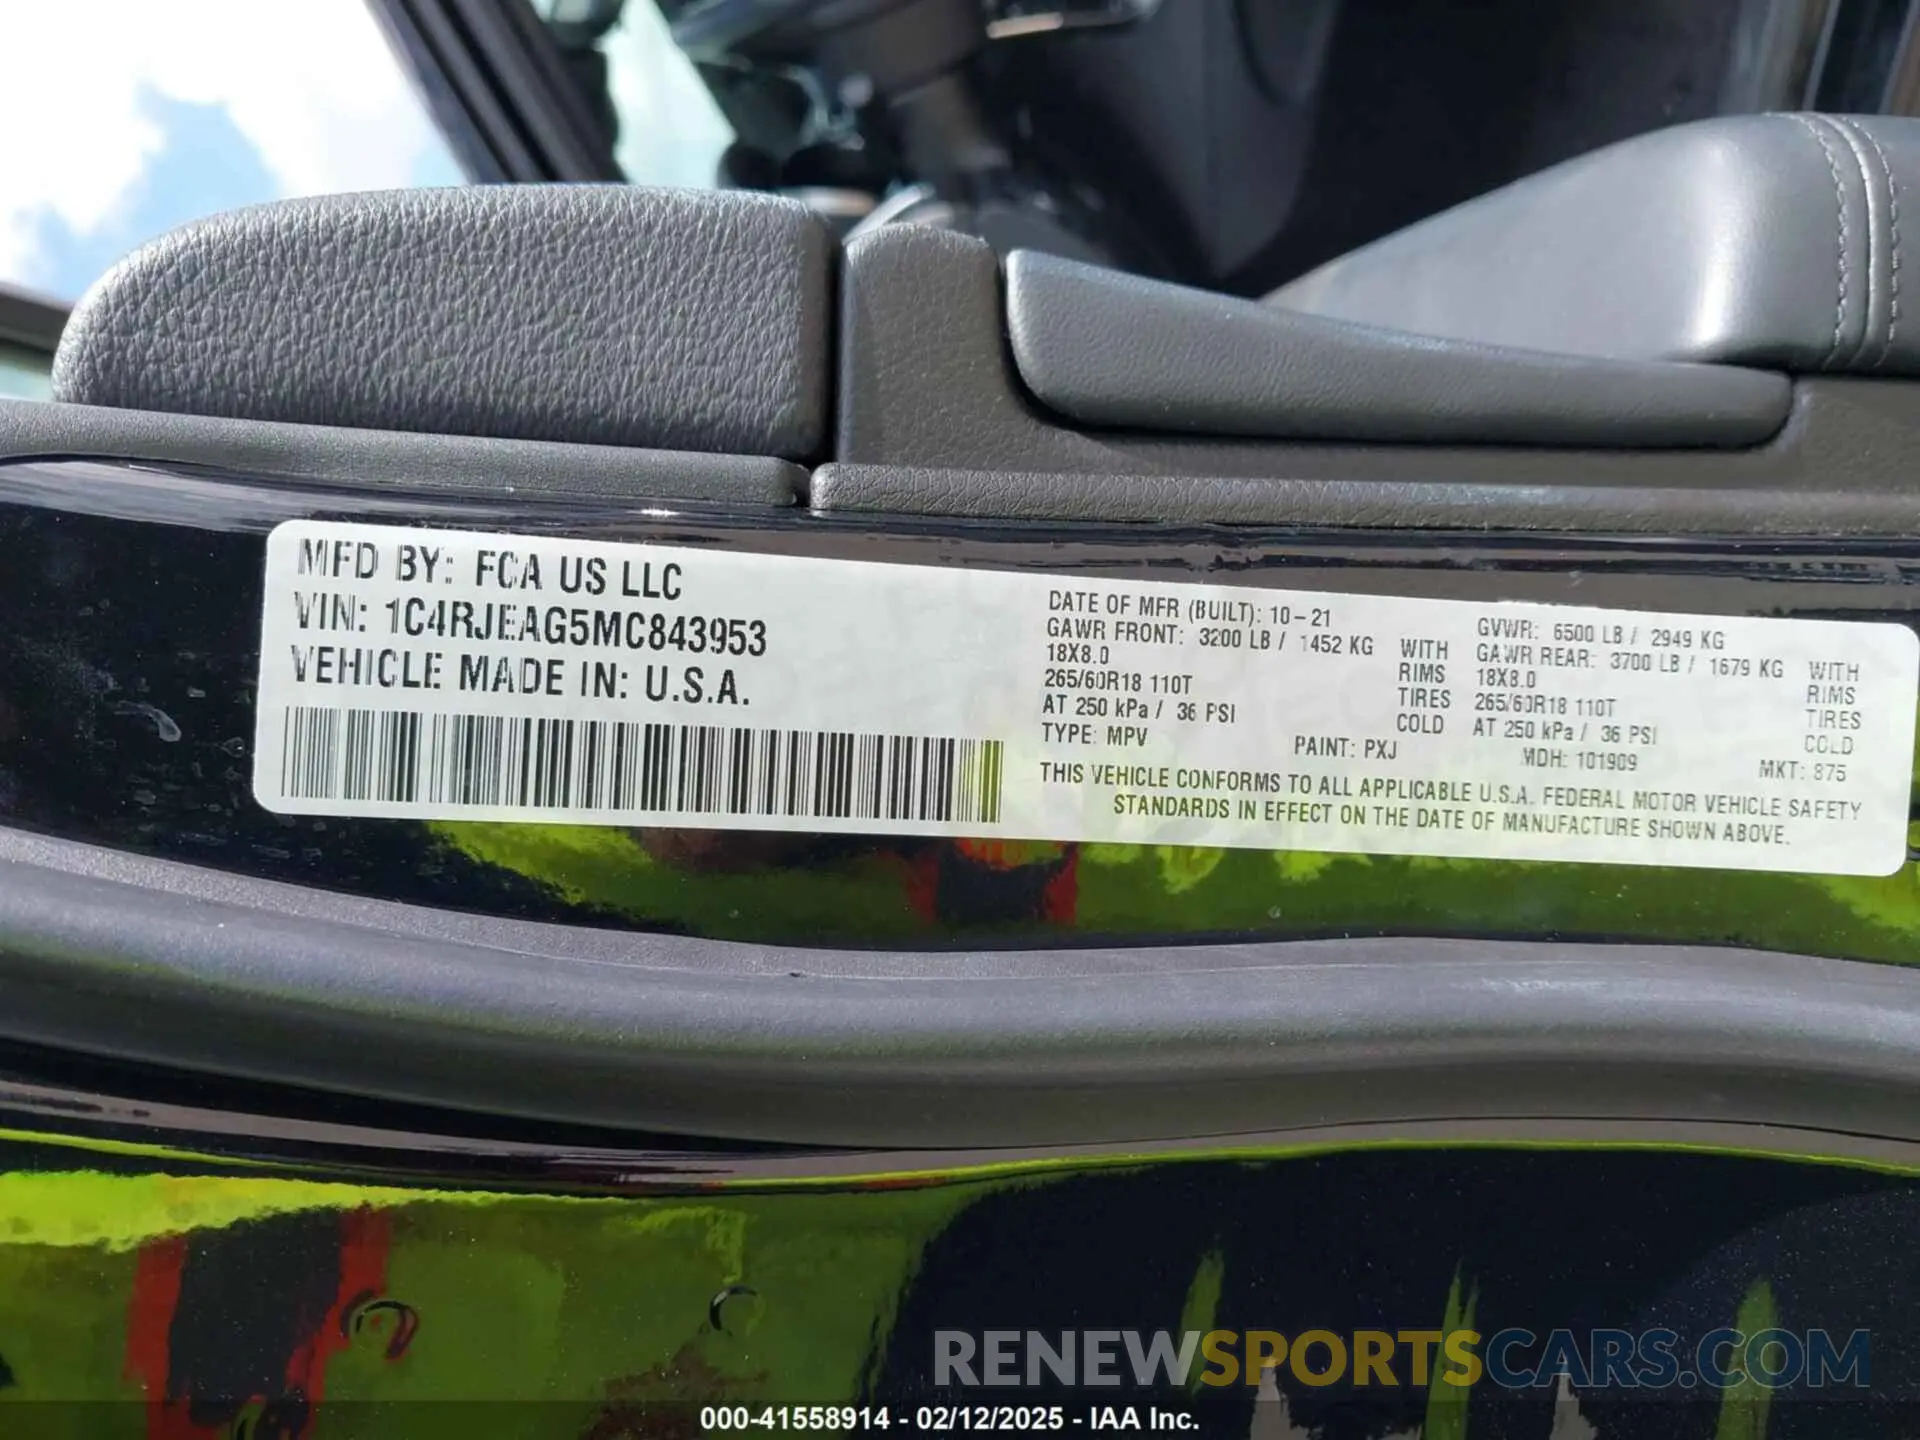 MFD BY: FCA US LLC
VIN: 1C4RJEAG5MC843953
VEHICLE MADE IN: U.S.A.
DATE OF MFR (BUILT): 10-21
GAWR FRONT: 3200 LB / 1452 KG WITH
18X8.0 RIMS
265/60R18 110T TIRES
AT 250 kPa / 36 PSI COLD
GVWR: 6500 LB / 2949 KG
GAWR REAR: 3700 LB / 1679 KG WITH
18X8.0 RIMS
265/60R18 110T TIRES
AT 250 kPa / 36 PSI COLD
TYPE: MPV PAINT: PXJ MDH: 101909 MKT: 875
THIS VEHICLE CONFORMS TO ALL APPLICABLE U.S.A. FEDERAL MOTOR VEHICLE SAFETY
STANDARDS IN EFFECT ON THE DATE OF MANUFACTURE SHOWN ABOVE.
RENEWSPORTSCARS.COM
000-41558914 - 02/12/2025 - IAA Inc.